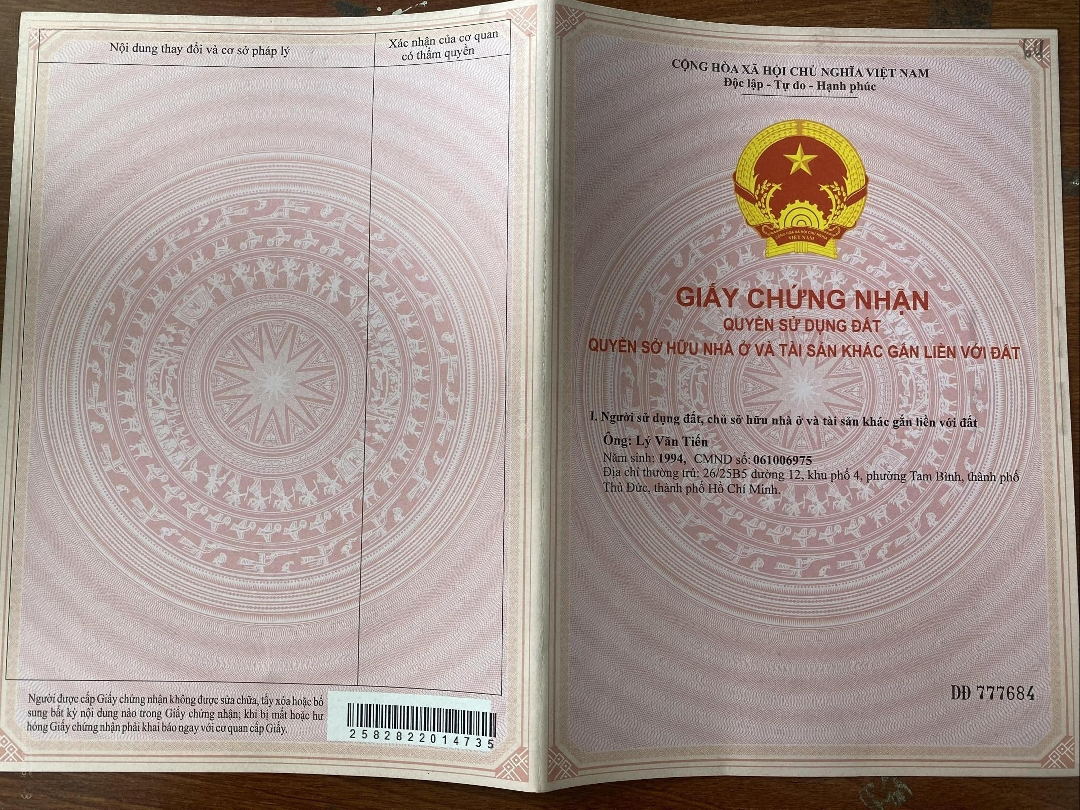 Nội dung thay đổi và cơ sở pháp lý
Xác nhận của cơ quan
có thẩm quyền
Người được cấp Giấy chứng nhận không được sửa chữa, tẩy xóa hoặc bổ
sung bất kỳ nội dung nào trong Giấy chứng nhận; khi bị mất hoặc hư
hỏng Giấy chứng nhận phải khai báo ngay với cơ quan cấp Giấy.
2582822014735
CỘNG HÒA XÃ HỘI CHỦ NGHĨA VIỆT NAM
Độc lập - Tự do - Hạnh phúc
VIỆT NAM
GIẤY CHỨNG NHẬN
QUYỀN SỬ DỤNG ĐẤT
QUYỀN SỞ HỮU NHÀ Ở VÀ TÀI SẢN KHÁC GẮN LIỀN VỚI ĐẤT
I. Người sử dụng đất, chủ sở hữu nhà ở và tài sản khác gắn liền với đất
Ông: Lý Văn Tiến
Năm sinh: 1994, CMND số: 061006975
Địa chỉ thường trú: 26/25B5 đường 12, khu phố 4, phường Tam Bình, thành phố
Thủ Đức, thành phố Hồ Chí Minh.
DĐ 777684